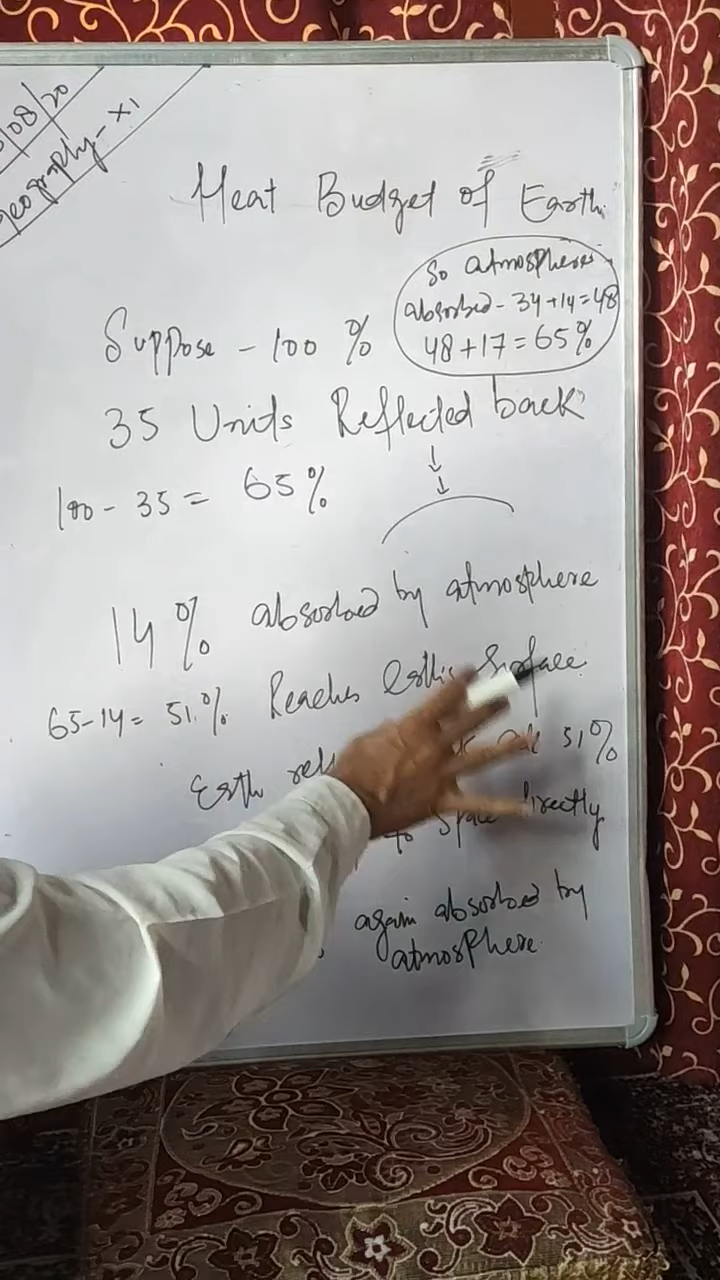 /08/20
Geography-XI
Heat Budget of Earth
So atmosphere
absorbed- 34+14=48
48+17=65%
Suppose - 100 %
35 Units Reflected back
100 - 35 = 65%
14% absorbed by atmosphere
65-14= 51% Reaches Surface
51%
to Space directly
again absorbed by
atmosphere